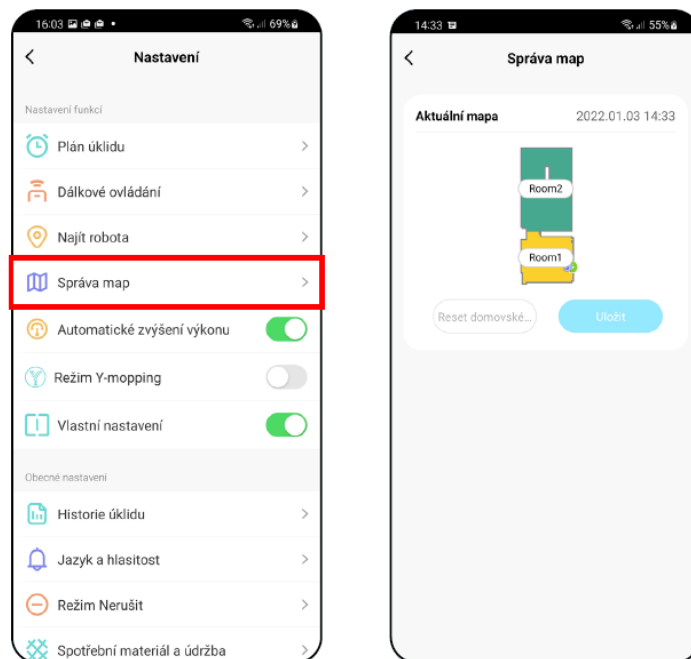 16:03
69%
Nastavení
Nastavení funkcí
Plán úklidu
Dálkové ovládání
Najít robota
Správa map
Automatické zvýšení výkonu
Režim Y-mopping
Vlastní nastavení
Obecné nastavení
Historie úklidu
Jazyk a hlasitost
Režim Nerušit
Spotřební materiál a údržba
14:33
55%
Správa map
Aktuální mapa 2022.01.03 14:33
Room2
Room1
Reset domovské...
Uložit